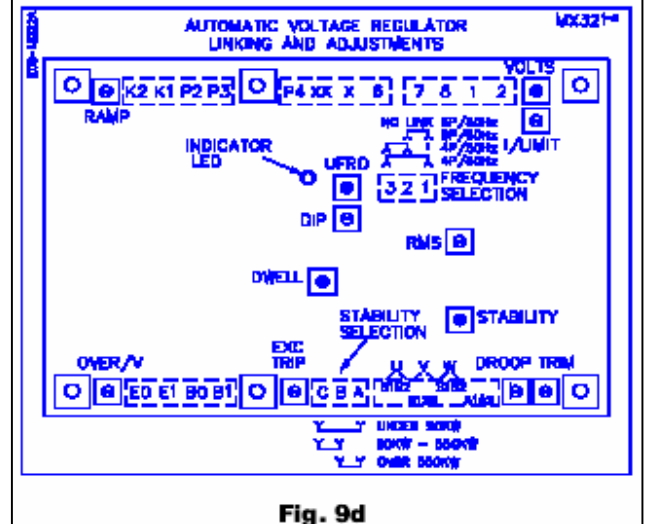 AUTOMATIC VOLTAGE REGULATOR
LINKING AND ADJUSTMENTS
MX321
VOLTS
K2 K1 P2 P3
P4 XX X 6
7 8 1 2
RAMP
NO LINK 6P/60HZ
6P/50HZ
4P/60HZ
4P/50HZ
I/LIMIT
INDICATOR
LED
UFRO
3 2 1
FREQUENCY
SELECTION
DIP
RMS
DWELL
STABILITY
SELECTION
STABILITY
OVER/V
EXC
TRIP
U V W
DROOP TRIM
E0 E1 B0 B1
C B A
UNDER 90KW
90KW - 550KW
OVER 550KW
Fig. 9d